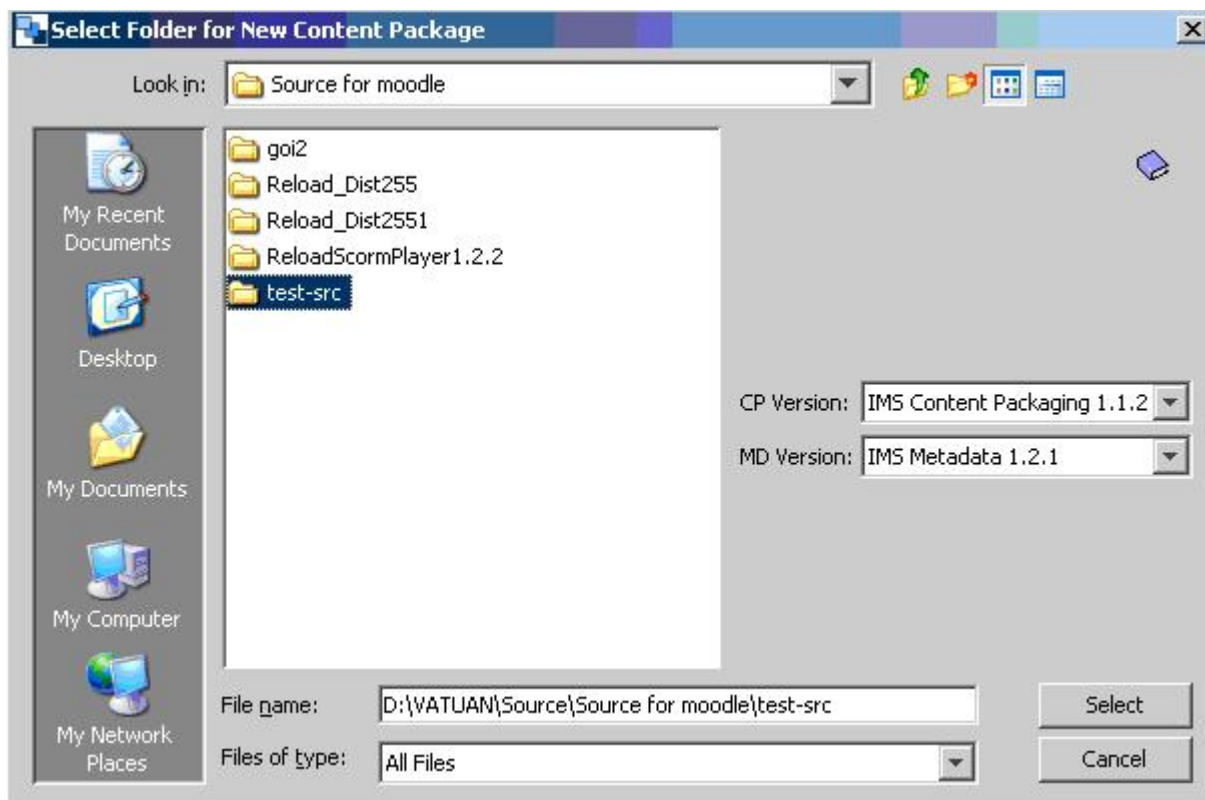 Select Folder for New Content Package
Look in: Source for moodle
My Recent
Documents
Desktop
My Documents
My Computer
My Network
Places
goi2
Reload_Dist255
Reload_Dist2551
ReloadScormPlayer1.2.2
test-src
CP Version: IMS Content Packaging 1.1.2
MD Version: IMS Metadata 1.2.1
File name: D:\VATUAN\Source\Source for moodle\test-src
Select
Files of type: All Files
Cancel